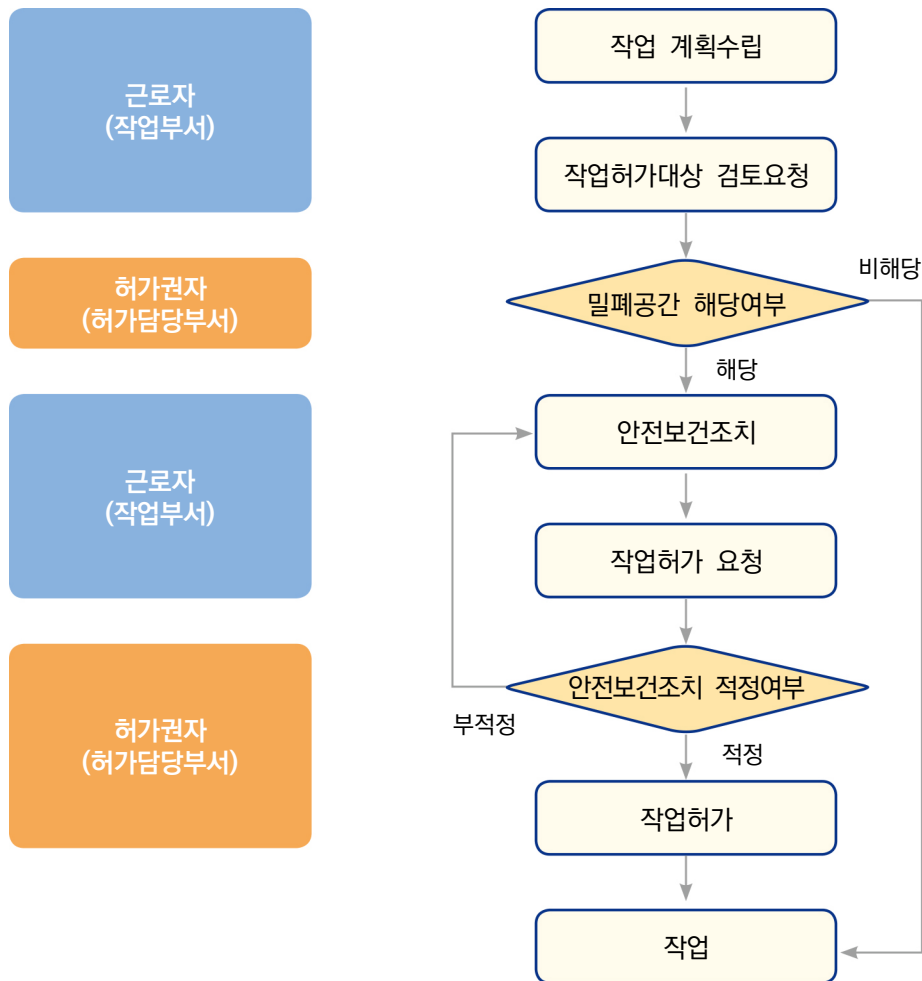 근로자
(작업부서)
작업 계획수립
작업허가대상 검토요청
허가권자
(허가담당부서)
밀폐공간 해당여부
비해당
해당
근로자
(작업부서)
안전보건조치
작업허가 요청
허가권자
(허가담당부서)
안전보건조치 적정여부
부적정
적정
작업허가
작업